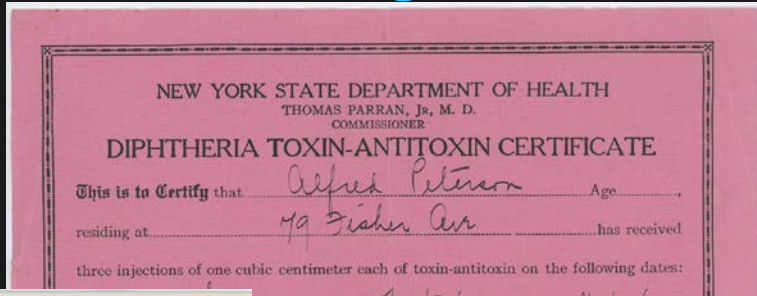 NEW YORK STATE DEPARTMENT OF HEALTH
THOMAS PARRAN, JR, M. D.
COMMISSIONER
DIPHTHERIA TOXIN-ANTITOXIN CERTIFICATE
This is to Certify that Alfred Peterson Age ,
residing at 79 Fisher Ave has received
three injections of one cubic centimeter each of toxin-antitoxin on the following dates: